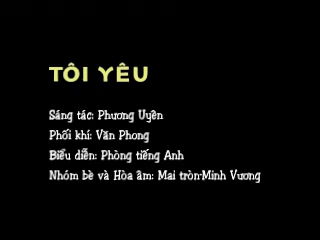 TÔI YÊU
Sáng tác: Phương Uyên
Phối khí: Văn Phong
Biểu diễn: Phòng tiếng Anh
Nhóm bè và Hòa âm: Mai tròn-Minh Vương